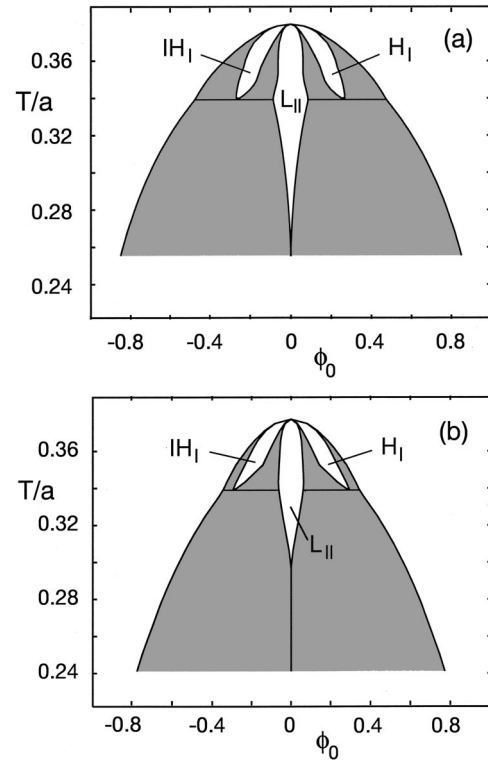 (a)
0.36
IH_I
H_I
T/a
L_II
0.32
0.28
0.24
-0.8 -0.4 0 0.4 0.8
ϕ_0
(b)
IH_I
H_I
0.36
T/a
L_II
0.32
0.28
0.24
-0.8 -0.4 0 0.4 0.8
ϕ_0